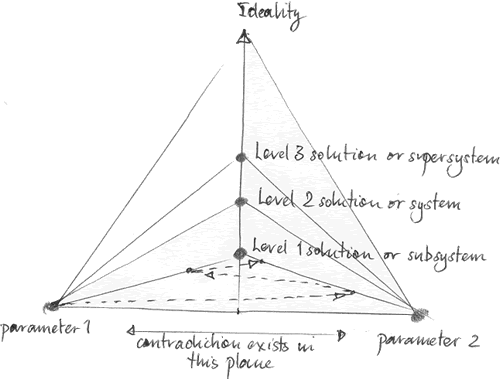 Ideality
Level 3 solution or supersystem
Level 2 solution or system
Level 1 solution or subsystem
parameter 1
parameter 2
contradiction exists in
this plane